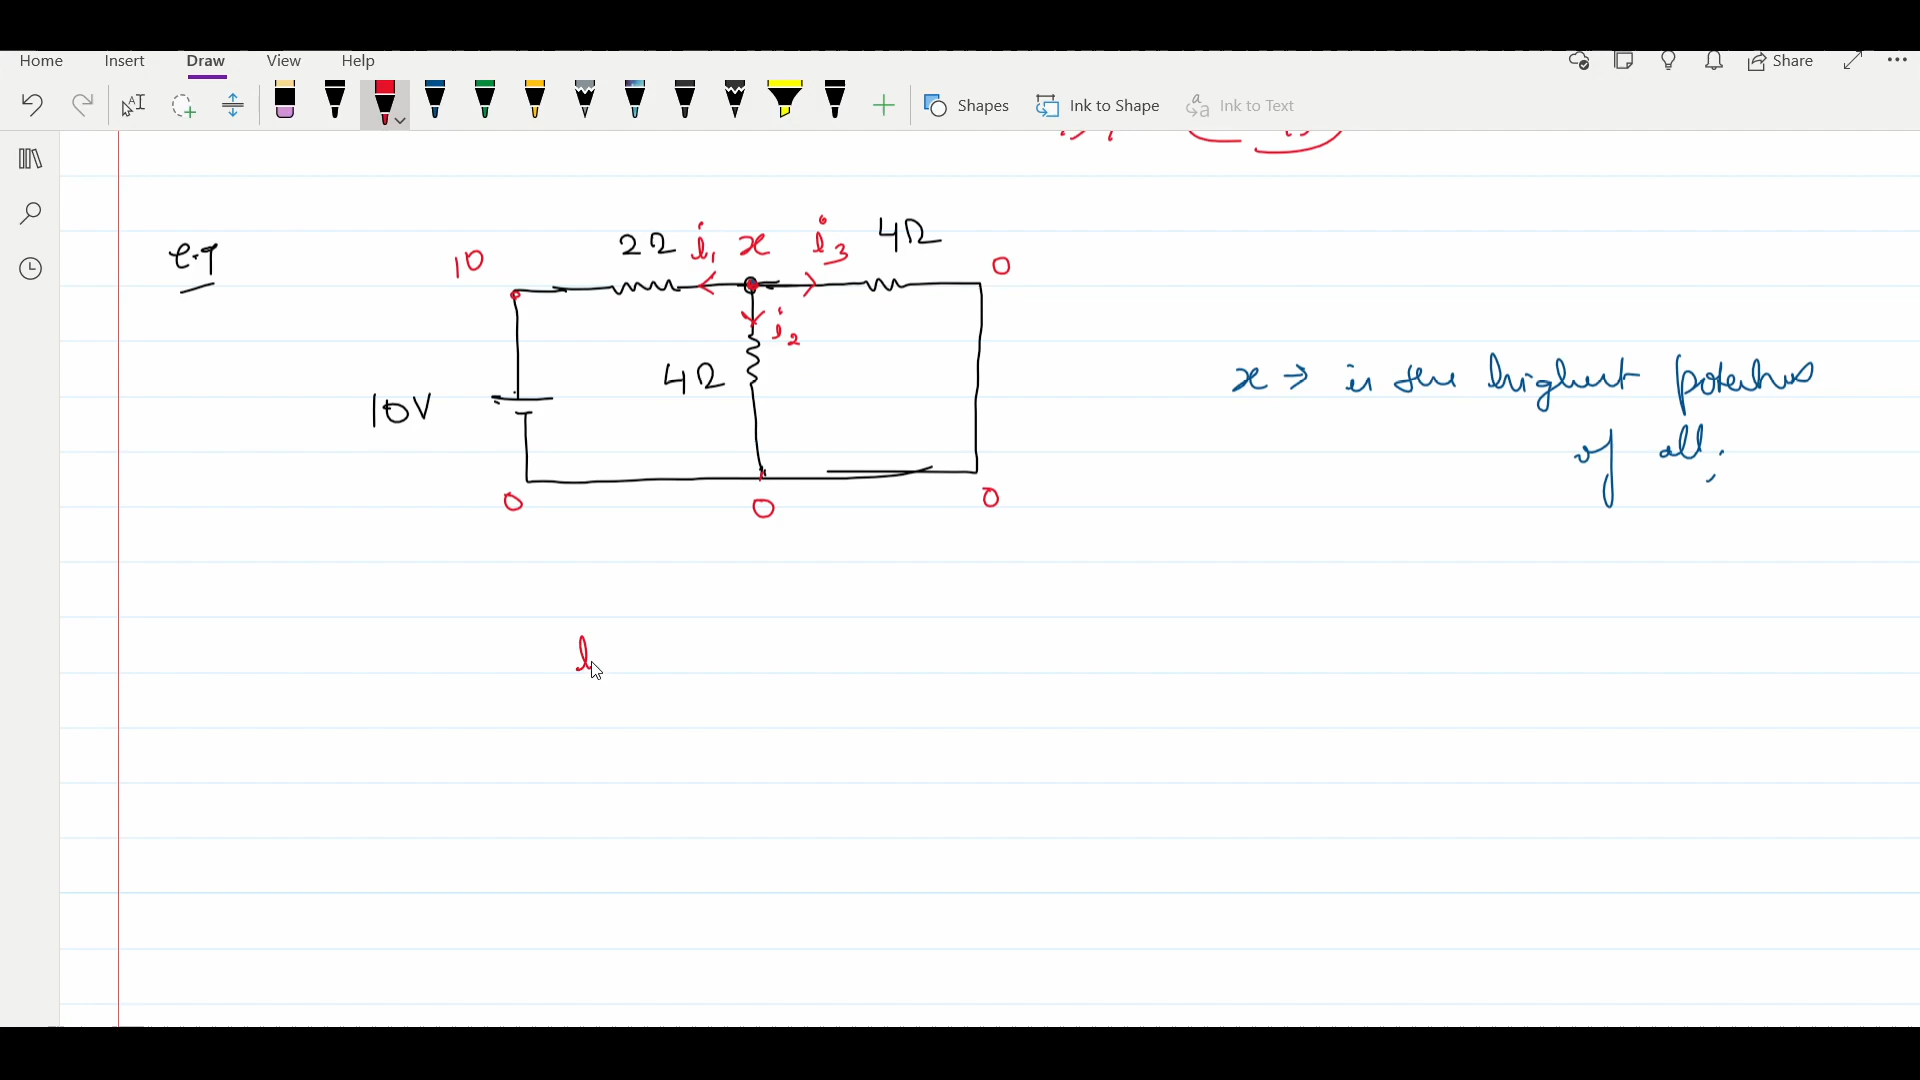 Home Insert Draw View Help Share
Shapes Ink to Shape Ink to Text
e.g
10 2Ω i₁ x i₃ 4Ω 0
i₂
4Ω
10V
0 0 0
x → is the highest potential
of all.